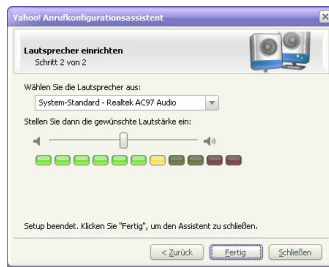 Yahoo! Anrufkonfigurationsassistent
Lautsprecher einrichten
Schritt 2 von 2
Wählen Sie die Lautsprecher aus:
System-Standard - Realtek AC97 Audio
Stellen Sie dann die gewünschte Lautstärke ein:
Setup beendet. Klicken Sie "Fertig", um den Assistent zu schließen.
< Zurück
Fertig
Schließen